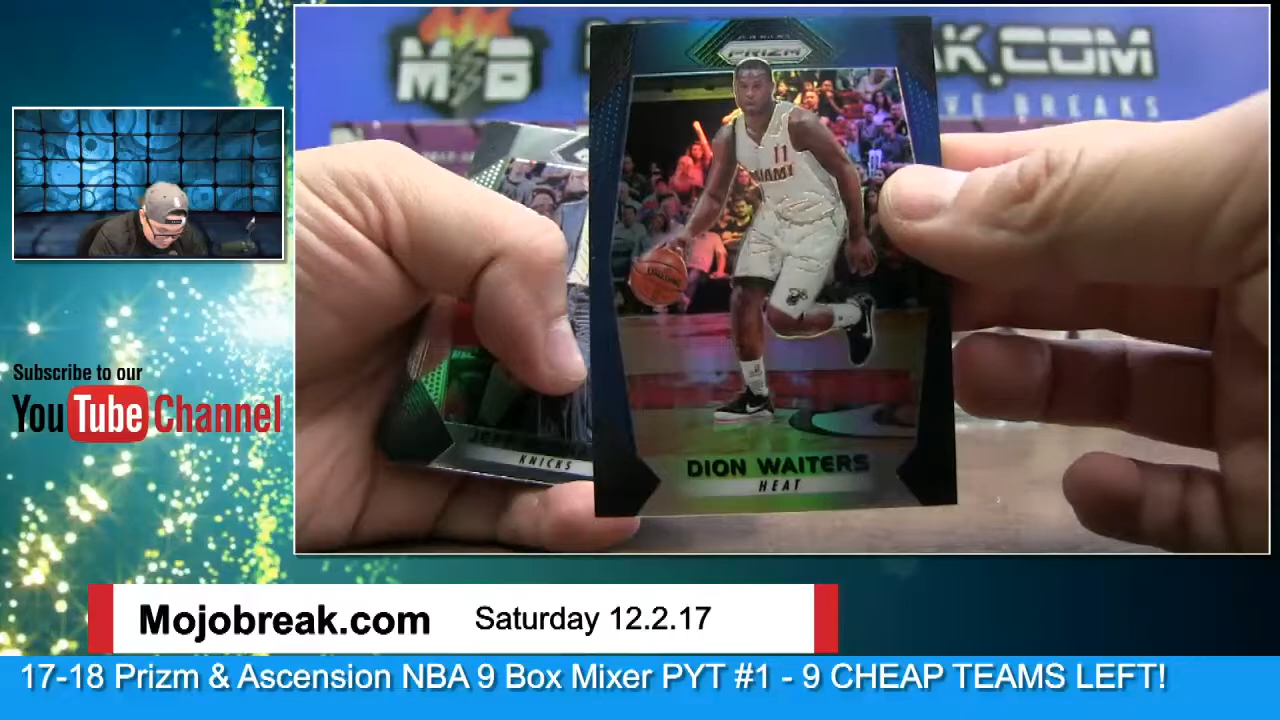 M B
K.COM
E BREAKS
PRIZM
11
MIAMI
DION WAITERS
HEAT
KNICKS
Subscribe to our
YouTube Channel
Mojobreak.com
Saturday 12.2.17
17-18 Prizm & Ascension NBA 9 Box Mixer PYT #1 - 9 CHEAP TEAMS LEFT!